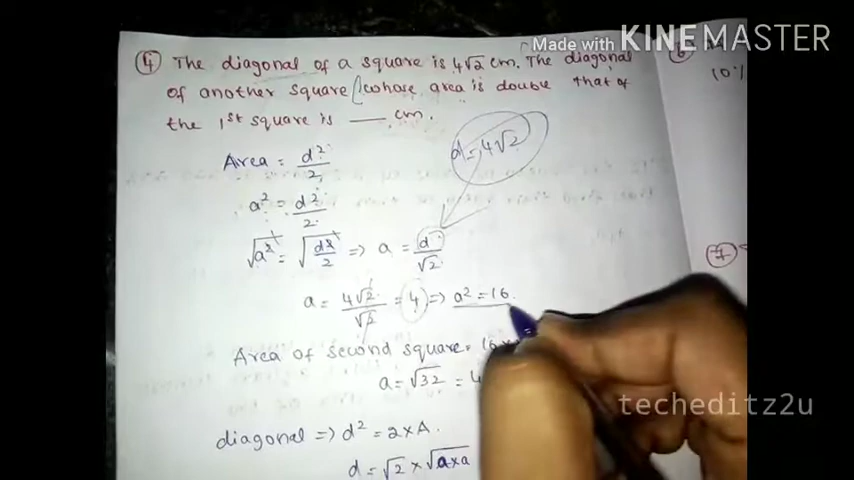 Made with KINEMASTER
④ The diagonal of a square is 4√2 cm. The diagonal
of another square whose area is double that of
the 1st square is ___ cm.
Area = d²/2
d = 4√2
a² = d²/2
√a² = √(d²/2) => a = d/√2
a = 4√2/√2 = 4 => a² = 16
Area of second square = 16
a = √32 = 4
diagonal => d² = 2×A.
d = √2 × √a×a
10%
techeditz2u